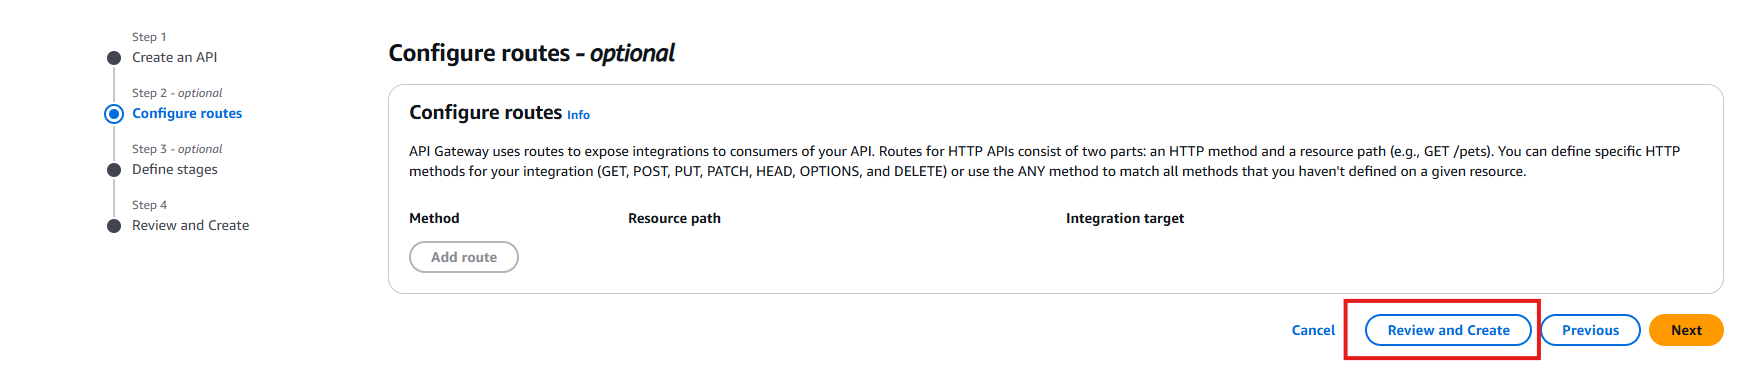 Step 1
Create an API
Step 2 - optional
Configure routes
Step 3 - optional
Define stages
Step 4
Review and Create
Configure routes - optional
Configure routes Info
API Gateway uses routes to expose integrations to consumers of your API. Routes for HTTP APIs consist of two parts: an HTTP method and a resource path (e.g., GET /pets). You can define specific HTTP
methods for your integration (GET, POST, PUT, PATCH, HEAD, OPTIONS, and DELETE) or use the ANY method to match all methods that you haven't defined on a given resource.
Method Resource path Integration target
Add route
Cancel Review and Create Previous Next